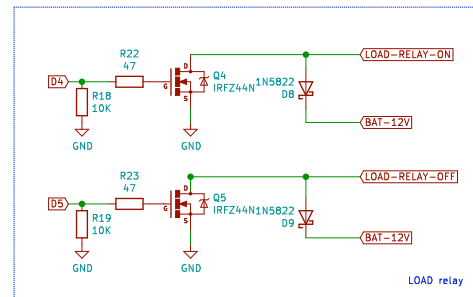 LOAD-RELAY-ON
R22
47
D
Q4
IRFZ44N
G
S
D4
R18
10K
1N5822
D8
BAT-12V
GND
GND
LOAD-RELAY-OFF
R23
47
D
Q5
IRFZ44N
G
S
D5
R19
10K
1N5822
D9
BAT-12V
GND
GND
LOAD relay